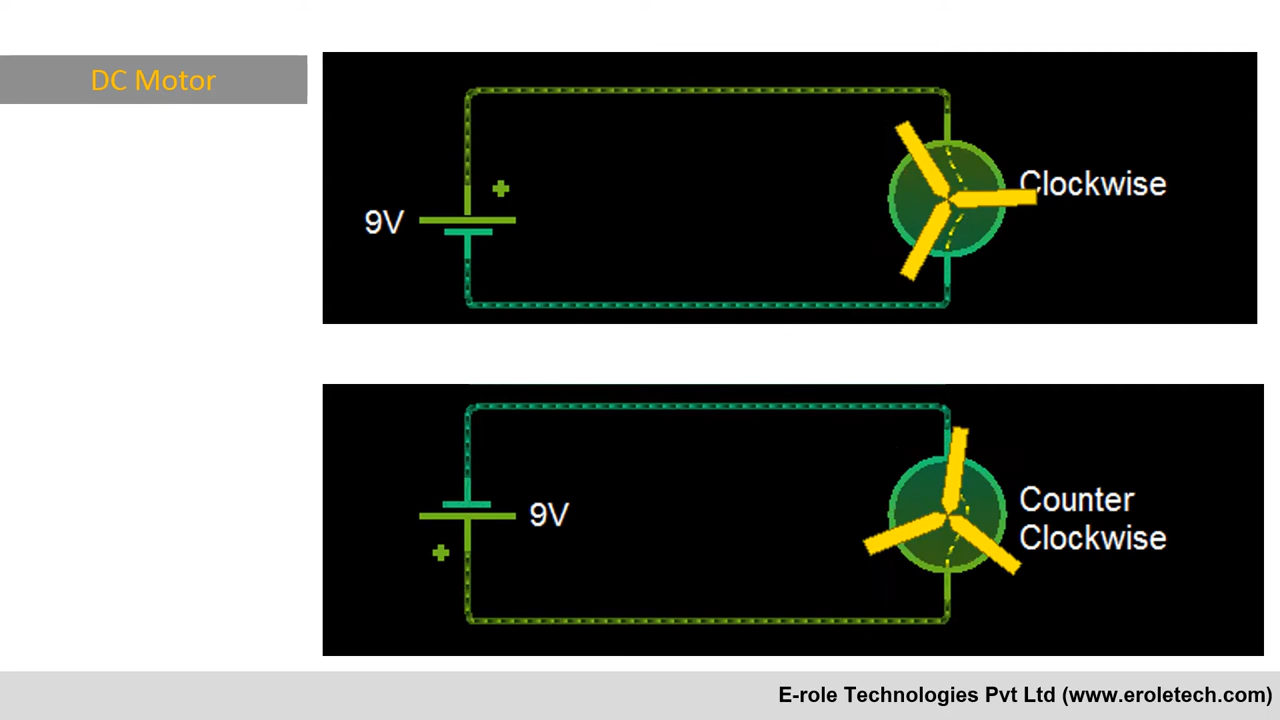 DC Motor
+
9V
Clockwise
9V
+
Counter
Clockwise
E-role Technologies Pvt Ltd (www.eroletech.com)